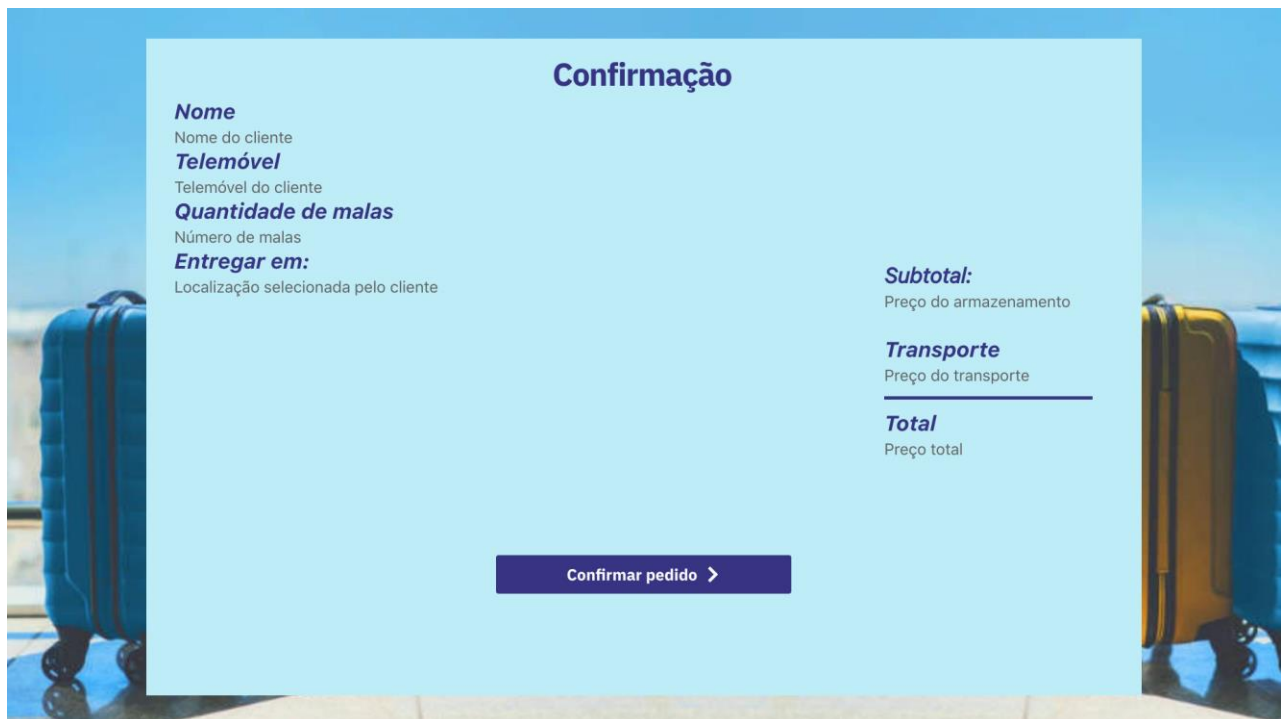 Confirmação
Nome
Nome do cliente
Telemóvel
Telemóvel do cliente
Quantidade de malas
Número de malas
Entregar em:
Localização selecionada pelo cliente
Subtotal:
Preço do armazenamento
Transporte
Preço do transporte
Total
Preço total
Confirmar pedido